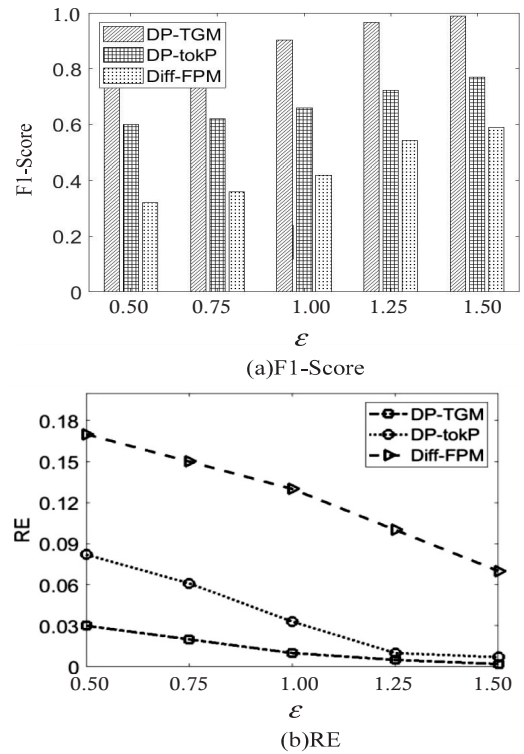 1.0
0.8
0.6
0.4
0.2
0
F1-Score
DP-TGM
DP-tokP
Diff-FPM
0.50 0.75 1.00 1.25 1.50
ε
(a)F1-Score
0.18
0.15
0.12
0.09
0.06
0.03
0
RE
DP-TGM
DP-tokP
Diff-FPM
0.50 0.75 1.00 1.25 1.50
ε
(b)RE